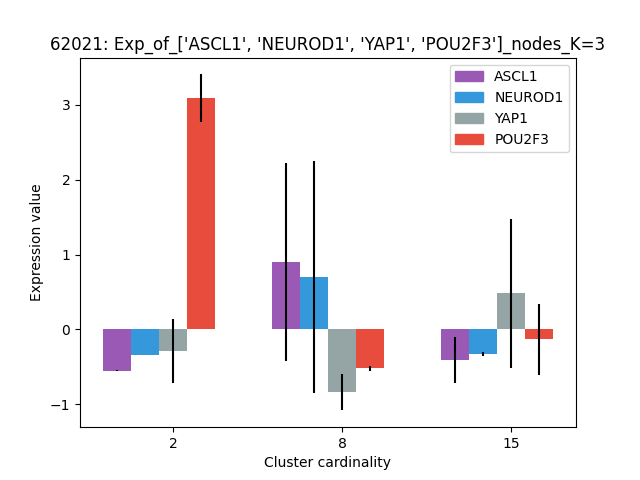 62021: Exp_of_['ASCL1', 'NEUROD1', 'YAP1', 'POU2F3']_nodes_K=3
ASCL1
NEUROD1
YAP1
POU2F3
3
2
1
0
−1
Expression value
2
8
15
Cluster cardinality